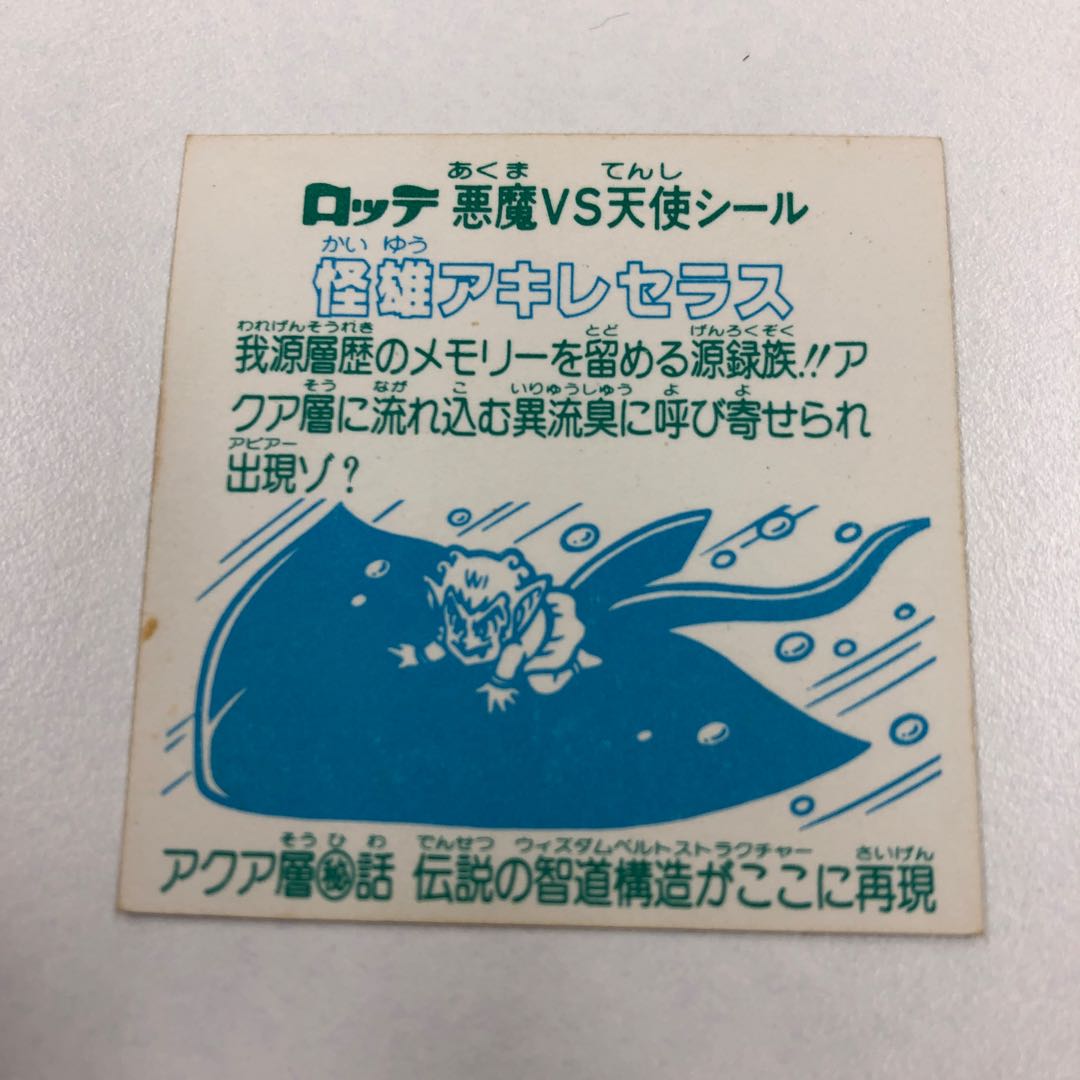 あくま てんし
ロッテ 悪魔VS天使シール
かい ゆう
怪雄アキレセラス
われげんそうれき とど げんろくぞく
我源層歴のメモリーを留める源録族!!ア
そう なが こ いりゅうしゅう よ よ
クア層に流れ込む異流臭に呼び寄せられ
アピアー
出現ゾ?
そうひ わ でんせつ ウィズダムベルトストラクチャー さいげん
アクア層㊙話 伝説の智道構造がここに再現